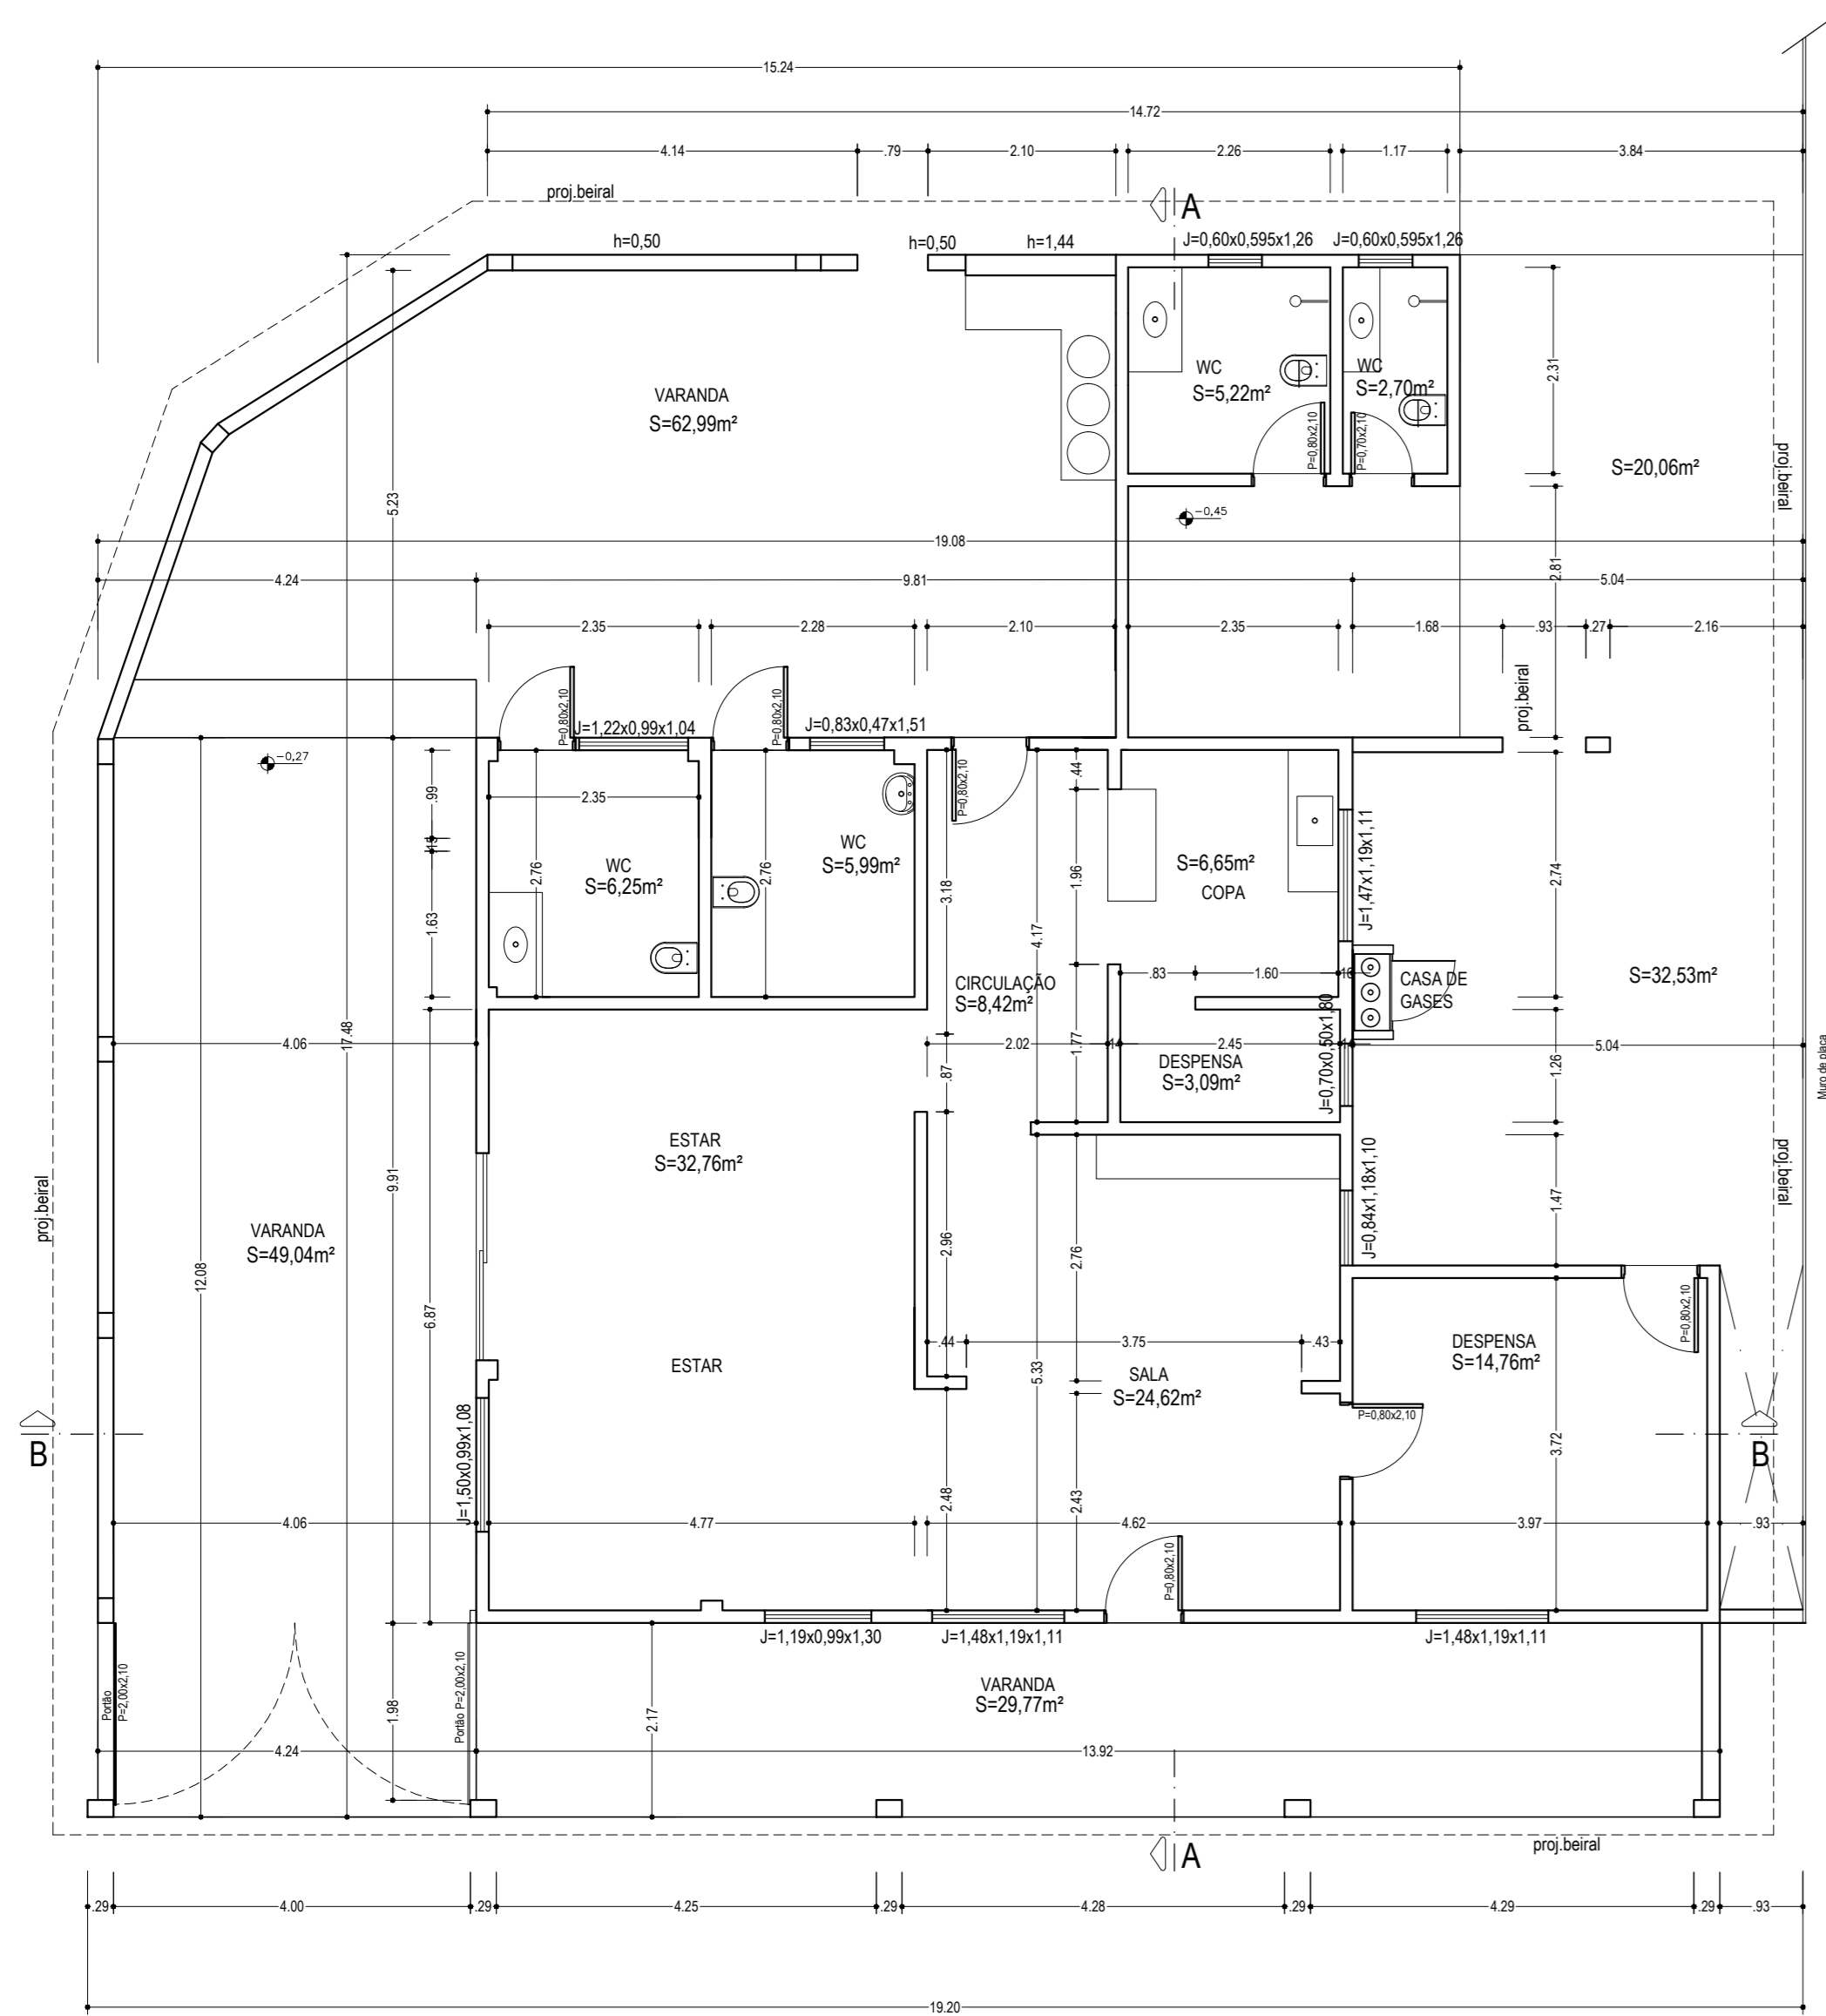 15.24
14.72
4.14
.79
2.10
2.26
1.17
3.84
proj.beiral
A
h=0,50
h=0,50
h=1,44
J=0,60x0,595x1,26
J=0,60x0,595x1,26
WC
S=5,22m²
WC
S=2,70m²
P=0,80x2,10
P=0,70x2,10
2.31
VARANDA
S=62,99m²
S=20,06m²
proj.beiral
5.23
-0,45
19.08
4.24
9.81
2.81
5.04
2.35
2.28
2.10
2.35
1.68
.93
.27
2.16
proj.beiral
P=0,80x2,10
J=1,22x0,99x1,04
P=0,80x2,10
J=0,83x0,47x1,51
-0,27
P=0,80x2,10
.44
.99
.15
1.63
2.35
2.76
WC
S=6,25m²
2.76
WC
S=5,99m²
3.18
4.17
1.96
S=6,65m²
COPA
J=1,47x1,19x1,11
2.74
CIRCULAÇÃO
S=8,42m²
.83
1.60
.16
CASA DE
GASES
S=32,53m²
17.48
4.06
2.02
.14
2.45
.14
5.04
1.77
.87
DESPENSA
S=3,09m²
J=0,70x0,50x1,80
1.26
Muro de placa
ESTAR
S=32,76m²
J=0,84x1,18x1,10
proj.beiral
proj.beiral
9.91
1.47
VARANDA
S=49,04m²
12.08
6.87
2.96
2.76
P=0,80x2,10
.44
3.75
.43
5.33
DESPENSA
S=14,76m²
ESTAR
SALA
S=24,62m²
P=0,80x2,10
B
B
J=1,50x0,99x1,08
3.72
2.48
2.43
4.06
4.77
4.62
3.97
.93
P=0,80x2,10
J=1,19x0,99x1,30
J=1,48x1,19x1,11
J=1,48x1,19x1,11
Portão
P=2,00x2,10
Portão P=2,00x2,10
VARANDA
S=29,77m²
1.98
2.17
4.24
13.92
A
proj.beiral
.29
4.00
.29
4.25
.29
4.28
.29
4.29
.29
.93
19.20